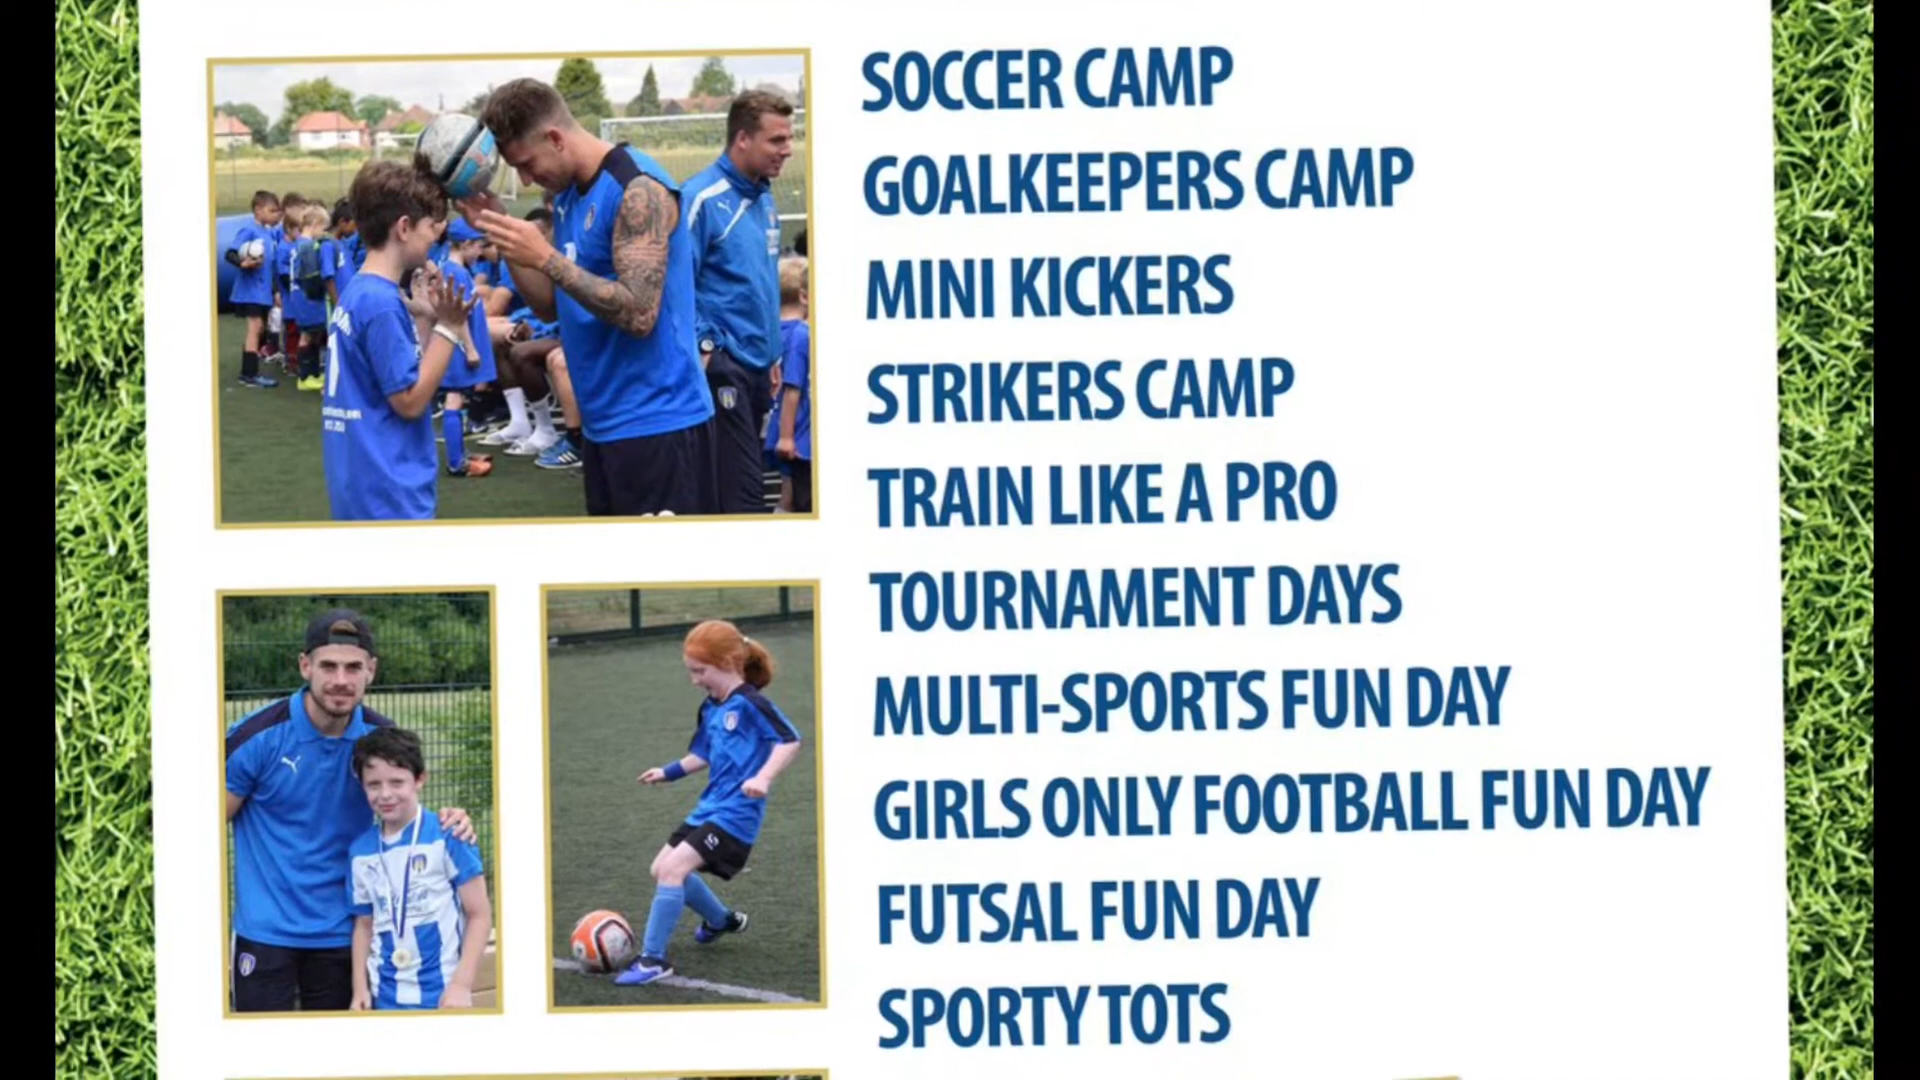 SOCCER CAMP
GOALKEEPERS CAMP
MINI KICKERS
STRIKERS CAMP
TRAIN LIKE A PRO
TOURNAMENT DAYS
MULTI-SPORTS FUN DAY
GIRLS ONLY FOOTBALL FUN DAY
FUTSAL FUN DAY
SPORTY TOTS